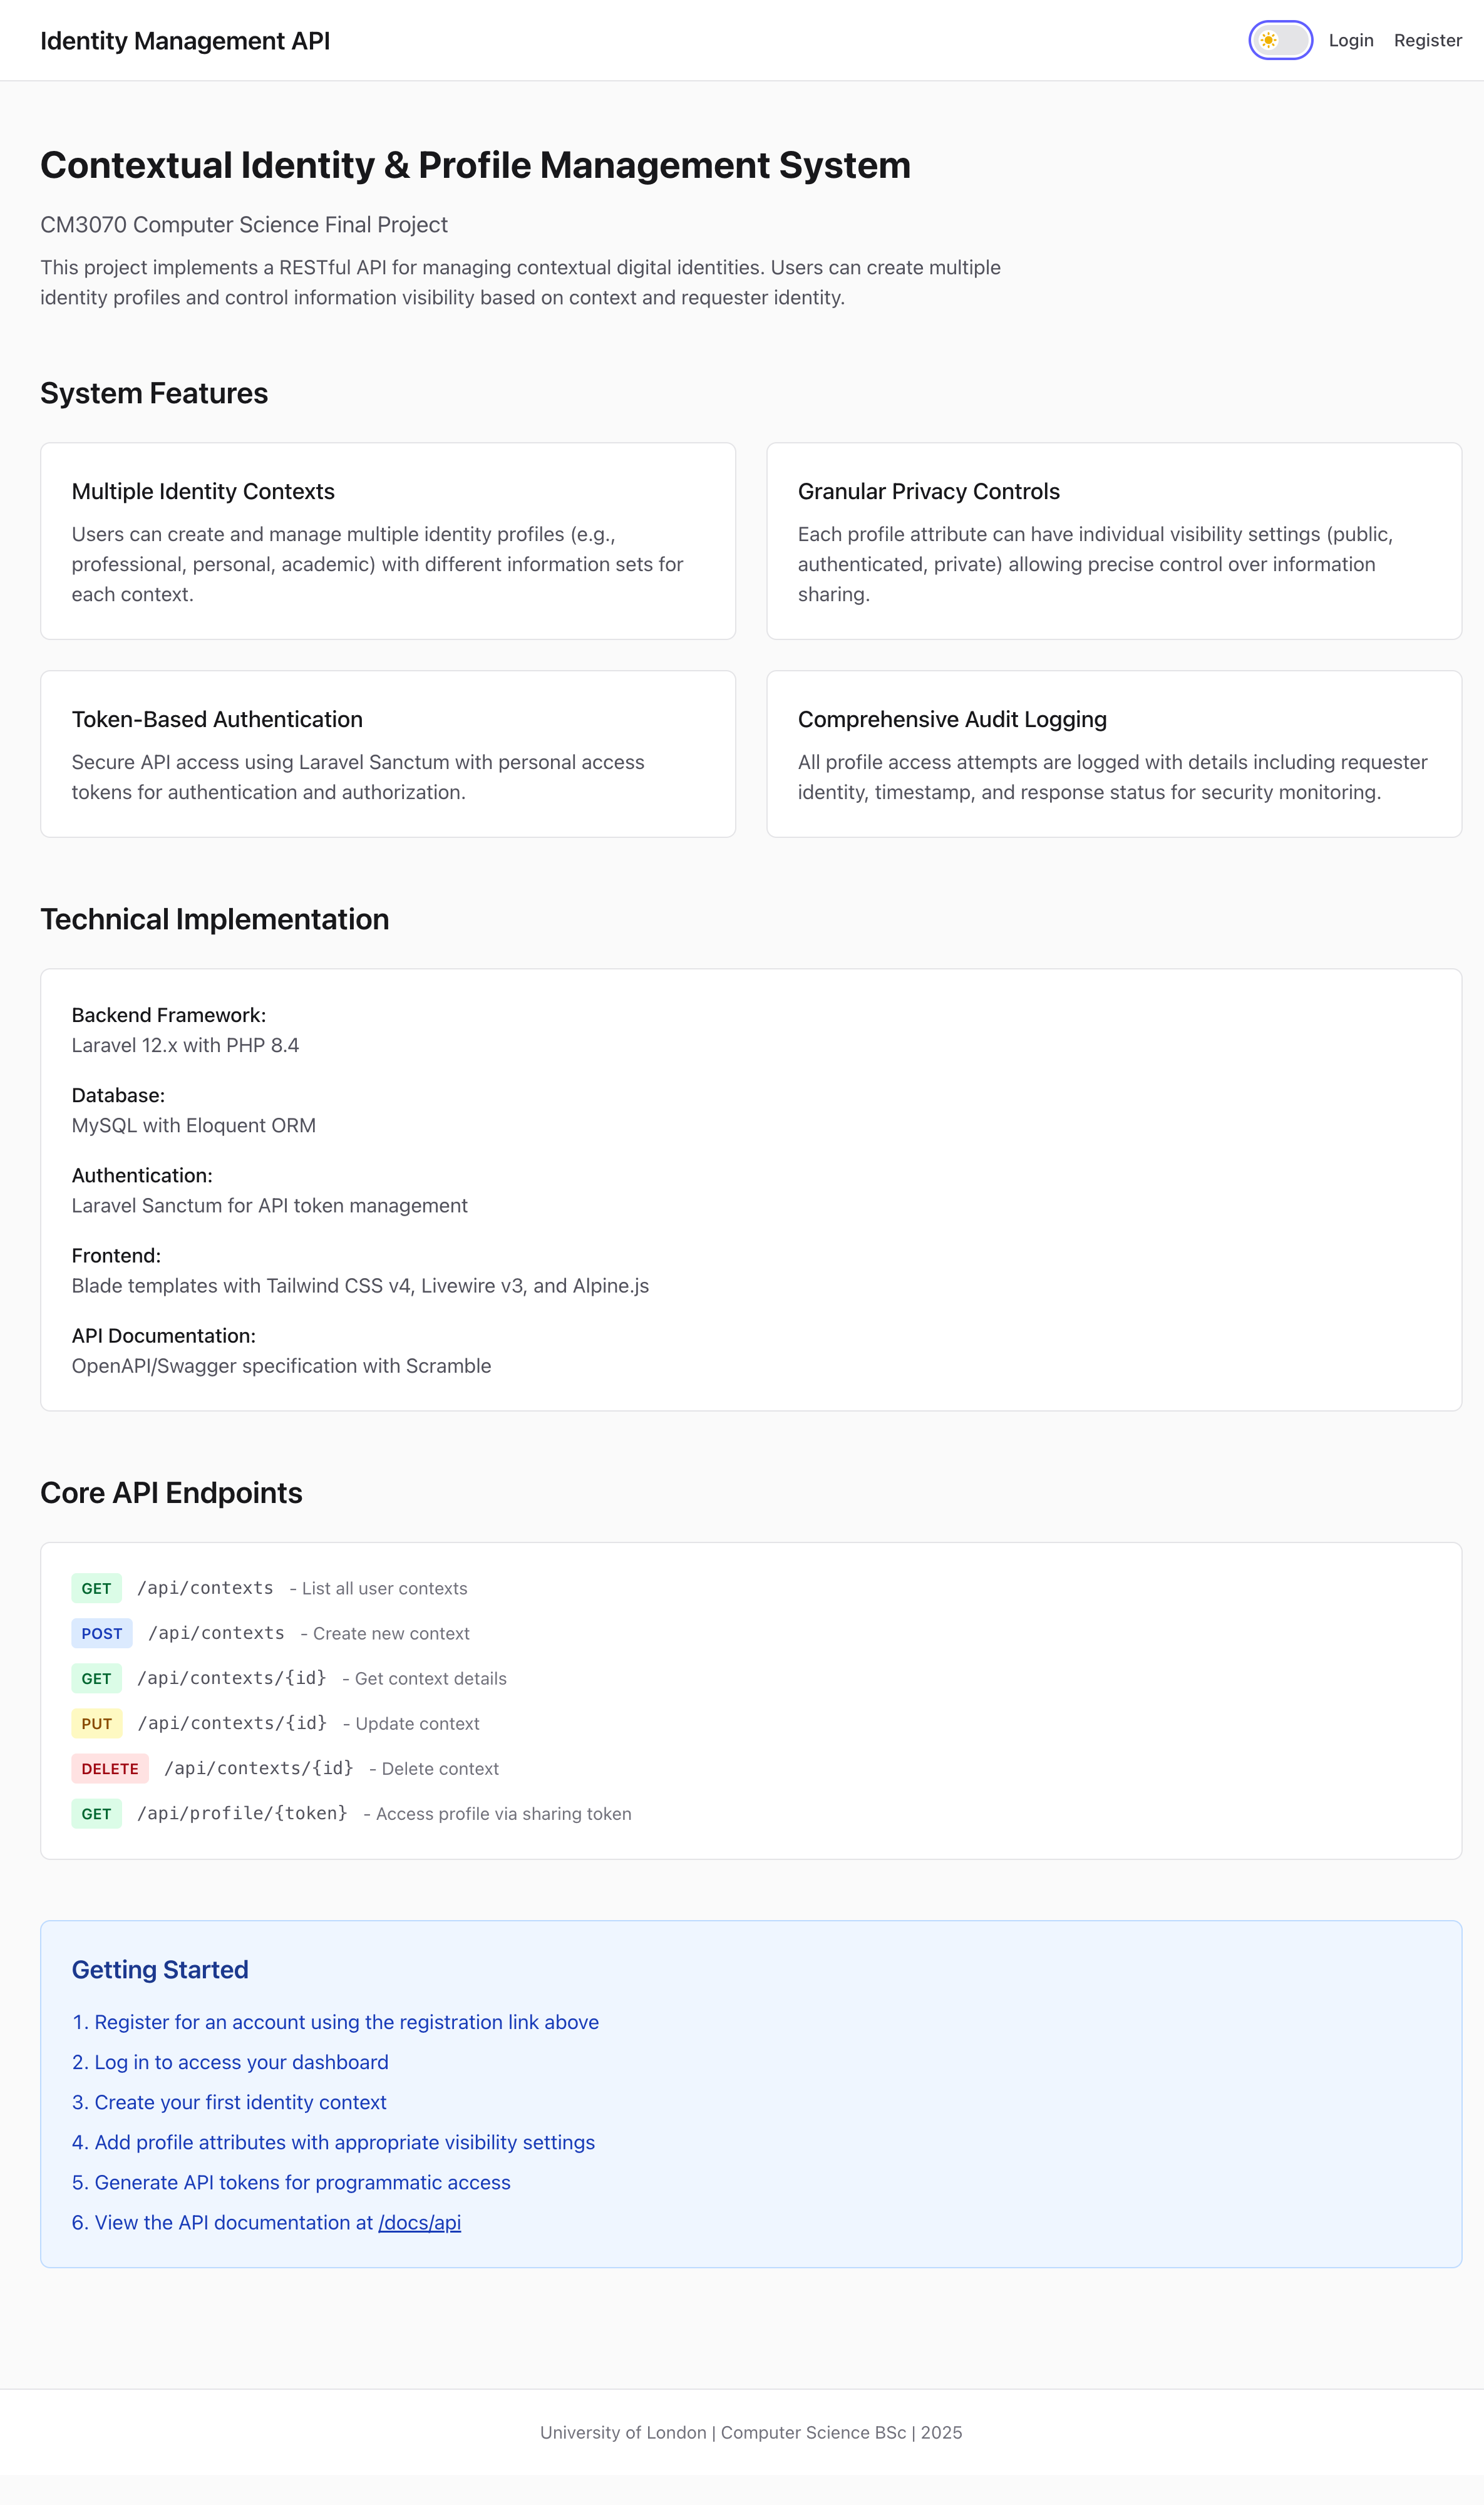 Identity Management API
Login Register
Contextual Identity & Profile Management System
CM3070 Computer Science Final Project
This project implements a RESTful API for managing contextual digital identities. Users can create multiple
identity profiles and control information visibility based on context and requester identity.
System Features
Multiple Identity Contexts
Users can create and manage multiple identity profiles (e.g.,
professional, personal, academic) with different information sets for
each context.
Granular Privacy Controls
Each profile attribute can have individual visibility settings (public,
authenticated, private) allowing precise control over information
sharing.
Token-Based Authentication
Secure API access using Laravel Sanctum with personal access
tokens for authentication and authorization.
Comprehensive Audit Logging
All profile access attempts are logged with details including requester
identity, timestamp, and response status for security monitoring.
Technical Implementation
Backend Framework:
Laravel 12.x with PHP 8.4
Database:
MySQL with Eloquent ORM
Authentication:
Laravel Sanctum for API token management
Frontend:
Blade templates with Tailwind CSS v4, Livewire v3, and Alpine.js
API Documentation:
OpenAPI/Swagger specification with Scramble
Core API Endpoints
GET /api/contexts - List all user contexts
POST /api/contexts - Create new context
GET /api/contexts/{id} - Get context details
PUT /api/contexts/{id} - Update context
DELETE /api/contexts/{id} - Delete context
GET /api/profile/{token} - Access profile via sharing token
Getting Started
1. Register for an account using the registration link above
2. Log in to access your dashboard
3. Create your first identity context
4. Add profile attributes with appropriate visibility settings
5. Generate API tokens for programmatic access
6. View the API documentation at /docs/api
University of London | Computer Science BSc | 2025